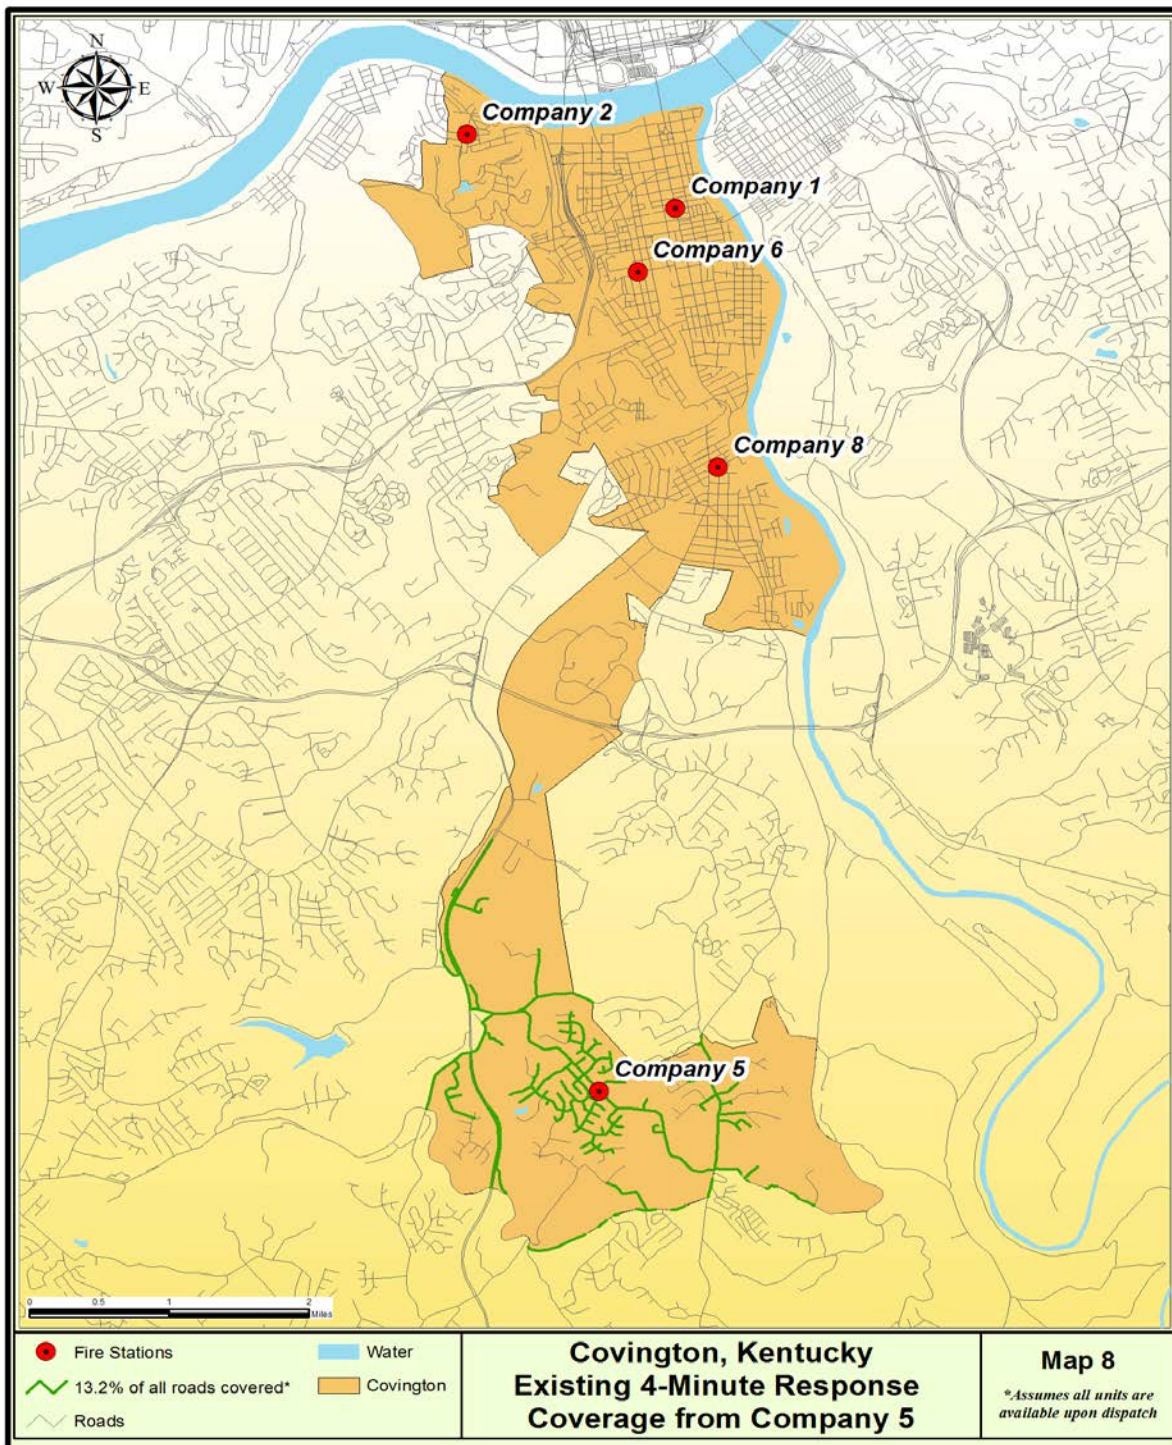 N
W E
S
Company 2
Company 1
Company 6
Company 8
Company 5
0 0.5 1 2
Miles
Fire Stations
13.2% of all roads covered*
Roads
Water
Covington
Covington, Kentucky
Existing 4-Minute Response
Coverage from Company 5
Map 8
*Assumes all units are
available upon dispatch